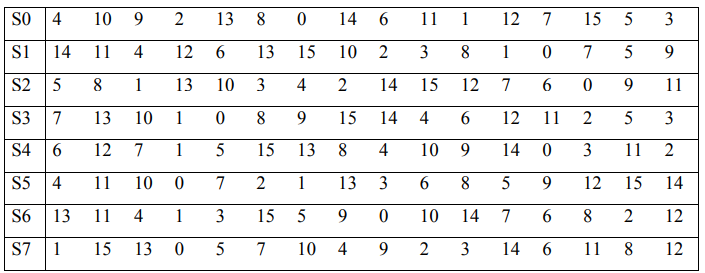 S0 4 10 9 2 13 8 0 14 6 11 1 12 7 15 5 3
S1 14 11 4 12 6 13 15 10 2 3 8 1 0 7 5 9
S2 5 8 1 13 10 3 4 2 14 15 12 7 6 0 9 11
S3 7 13 10 1 0 8 9 15 14 4 6 12 11 2 5 3
S4 6 12 7 1 5 15 13 8 4 10 9 14 0 3 11 2
S5 4 11 10 0 7 2 1 13 3 6 8 5 9 12 15 14
S6 13 11 4 1 3 15 5 9 0 10 14 7 6 8 2 12
S7 1 15 13 0 5 7 10 4 9 2 3 14 6 11 8 12